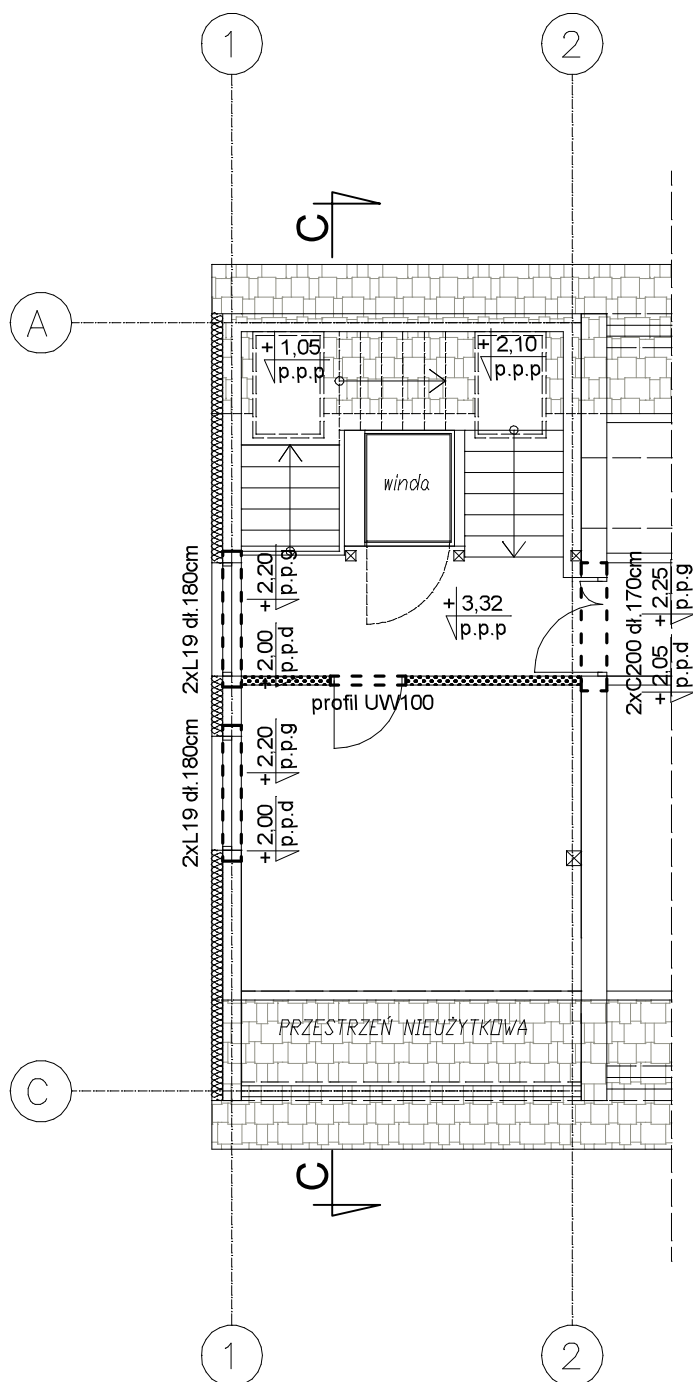 1
2
C
A
+ 1,05
p.p.p
+ 2,10
p.p.p
winda
2xL19 dł.180cm
+ 2,20
p.p.g
+ 2,00
p.p.d
+ 3,32
p.p.p
2xC200 dł.170cm
+ 2,25
p.p.g
+ 2,05
p.p.d
profil UW100
2xL19 dł.180cm
+ 2,20
p.p.g
+ 2,00
p.p.d
PRZESTRZEŃ NIEUŻYTKOWA
C
C
1
2